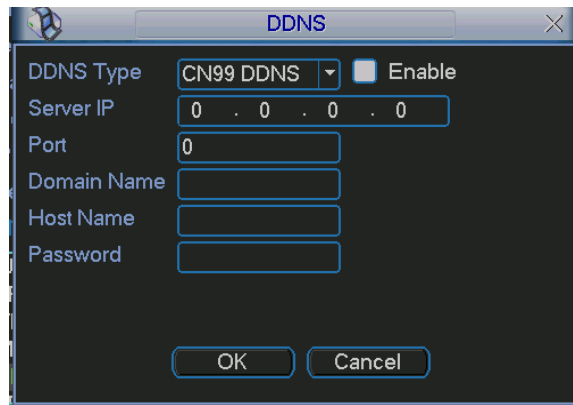 DDNS
DDNS Type CN99 DDNS Enable
Server IP 0 . 0 . 0 . 0
Port 0
Domain Name
Host Name
Password
OK Cancel